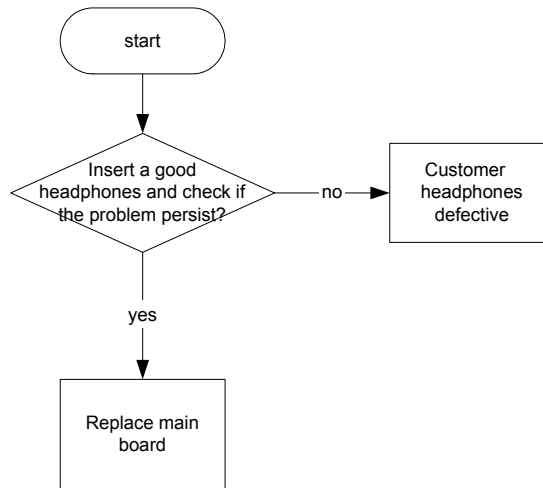 start
Insert a good
headphones and check if
the problem persist?
no
Customer
headphones
defective
yes
Replace main
board